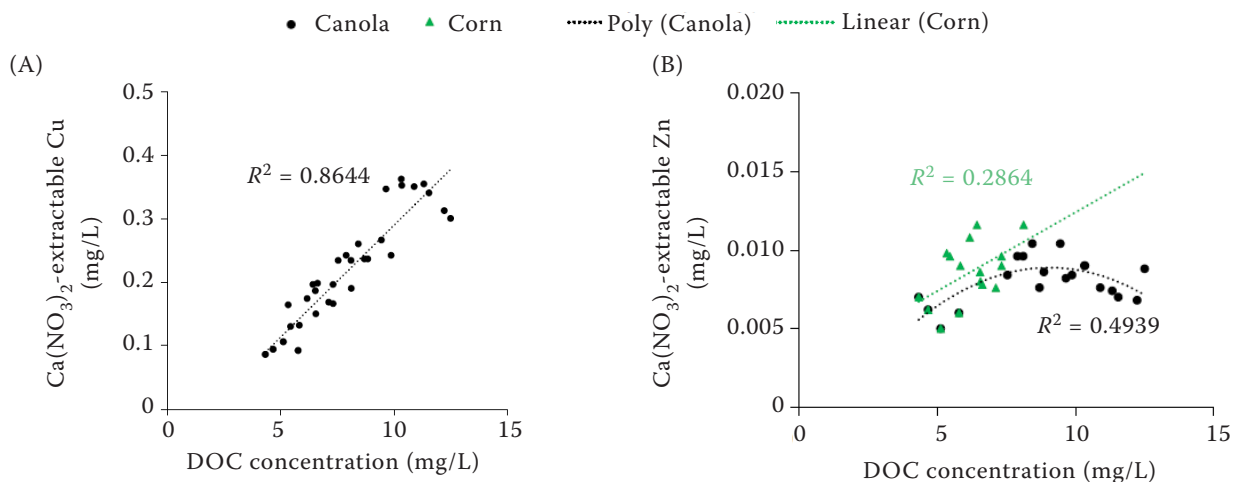 Canola Corn Poly (Canola) Linear (Corn)
(A)
Ca(NO₃)₂-extractable Cu
(mg/L)
0.5
0.4
0.3
0.2
0.1
0
R² = 0.8644
0 5 10 15
DOC concentration (mg/L)
(B)
Ca(NO₃)₂-extractable Zn
(mg/L)
0.020
0.015
0.010
0.005
0
R² = 0.2864
R² = 0.4939
0 5 10 15
DOC concentration (mg/L)